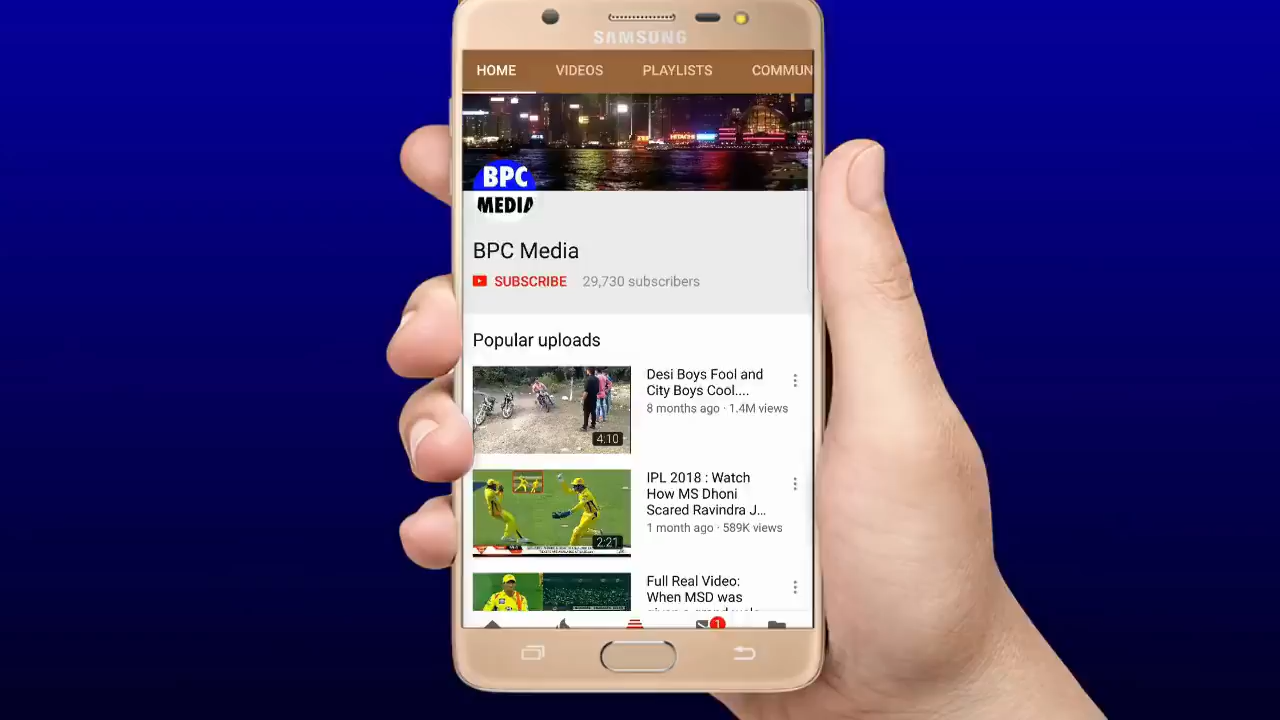 SAMSUNG
HOME VIDEOS PLAYLISTS COMMUN
HITACHI
BPC
MEDIA
BPC Media
SUBSCRIBE 29,730 subscribers
Popular uploads
Desi Boys Fool and
City Boys Cool....
8 months ago · 1.4M views
4:10
IPL 2018 : Watch
How MS Dhoni
Scared Ravindra J...
1 month ago · 589K views
2:21
Full Real Video:
When MSD was
1